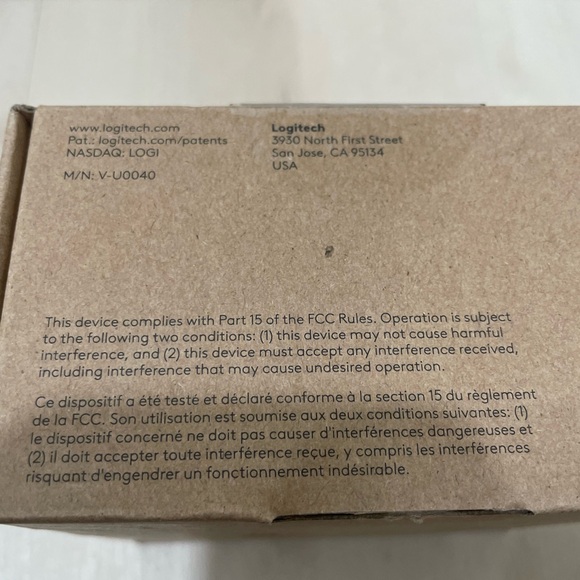 www.logitech.com
Pat.: logitech.com/patents
NASDAQ: LOGI
M/N: V-U0040
Logitech
3930 North First Street
San Jose, CA 95134
USA
This device complies with Part 15 of the FCC Rules. Operation is subject
to the following two conditions: (1) this device may not cause harmful
interference, and (2) this device must accept any interference received,
including interference that may cause undesired operation.
Ce dispositif a été testé et déclaré conforme à la section 15 du règlement
de la FCC. Son utilisation est soumise aux deux conditions suivantes: (1)
le dispositif concerné ne doit pas causer d'interférences dangereuses et
(2) il doit accepter toute interférence reçue, y compris les interférences
risquant d'engendrer un fonctionnement indésirable.